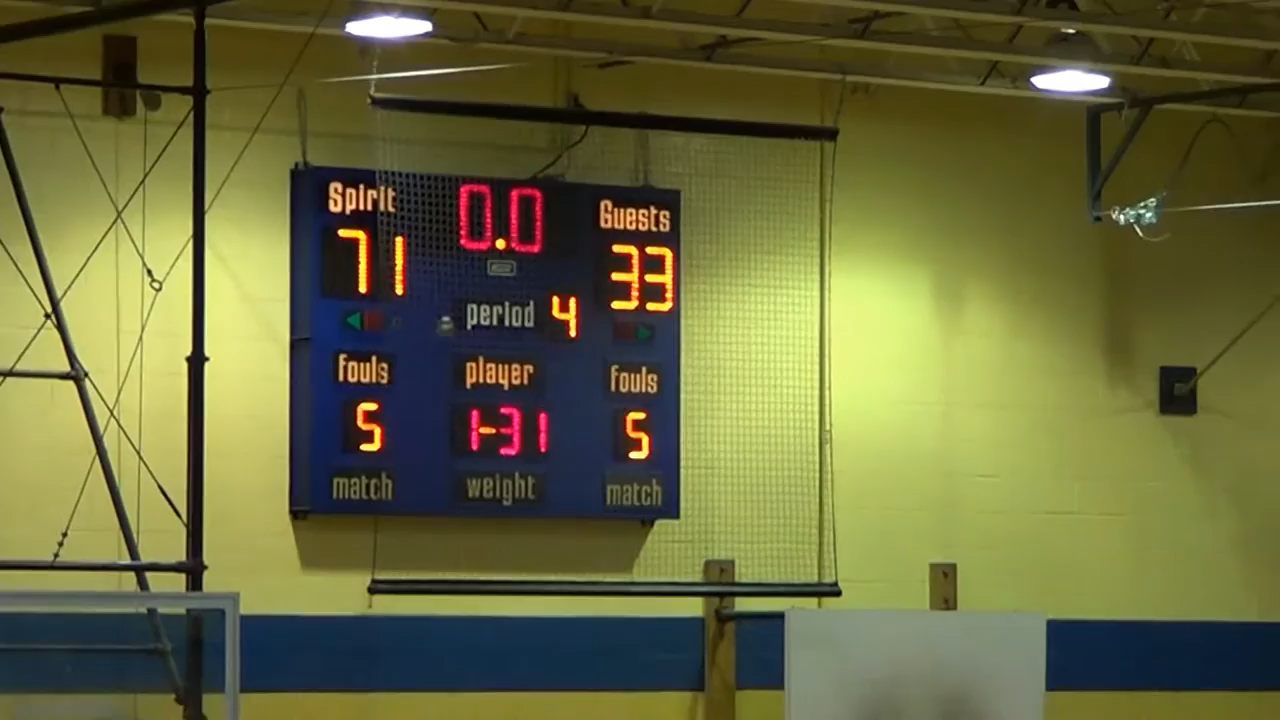 Spirit 0.0 Guests
71 33
period 4
fouls player fouls
5 1-31 5
match weight match